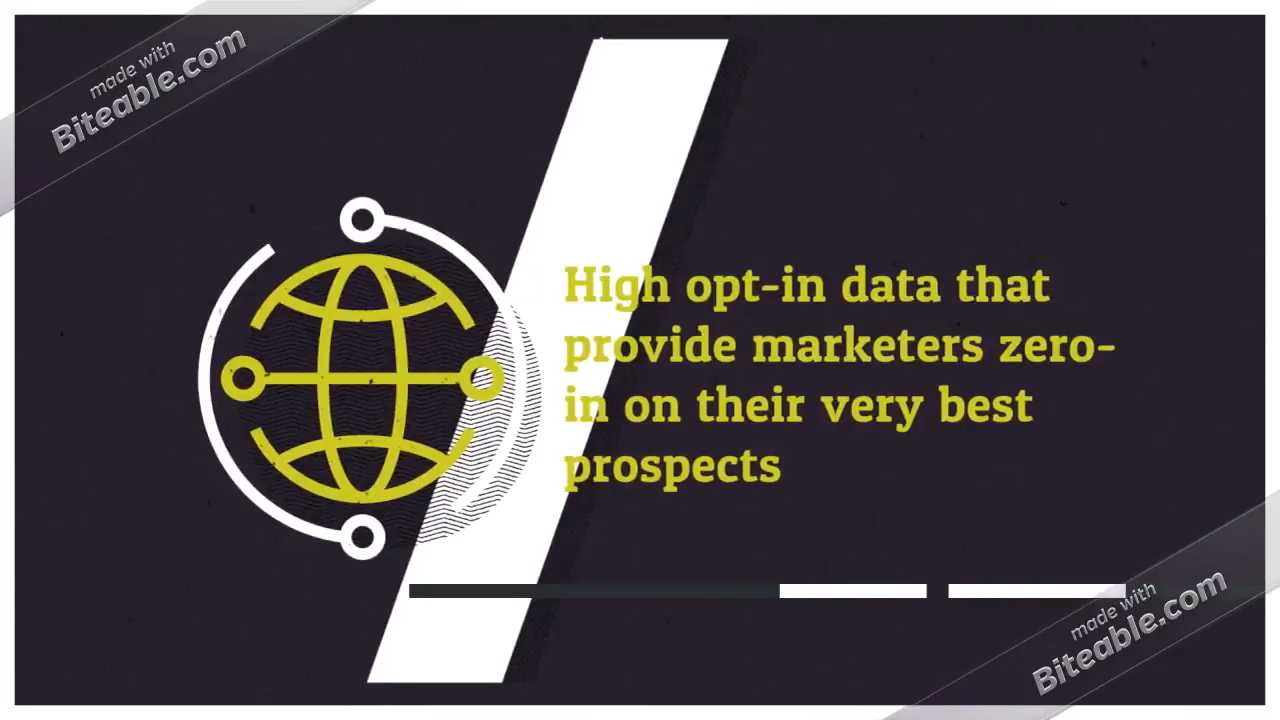 made with
Biteable.com
High opt-in data that
provide marketers zero-
in on their very best
prospects
made with
Biteable.com